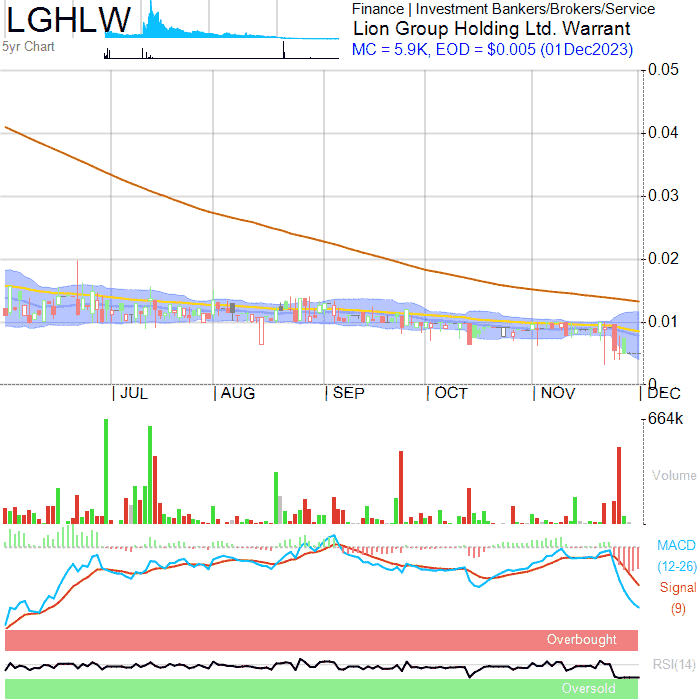 LGHLW
5yr Chart
Finance | Investment Bankers/Brokers/Service
Lion Group Holding Ltd. Warrant
MC = 5.9K, EOD = $0.005 (01Dec2023)
0.05
0.04
0.03
0.02
0.01
0
JUL AUG SEP OCT NOV DEC
664k
Volume
MACD
(12-26)
Signal
(9)
Overbought
RSI(14)
Oversold